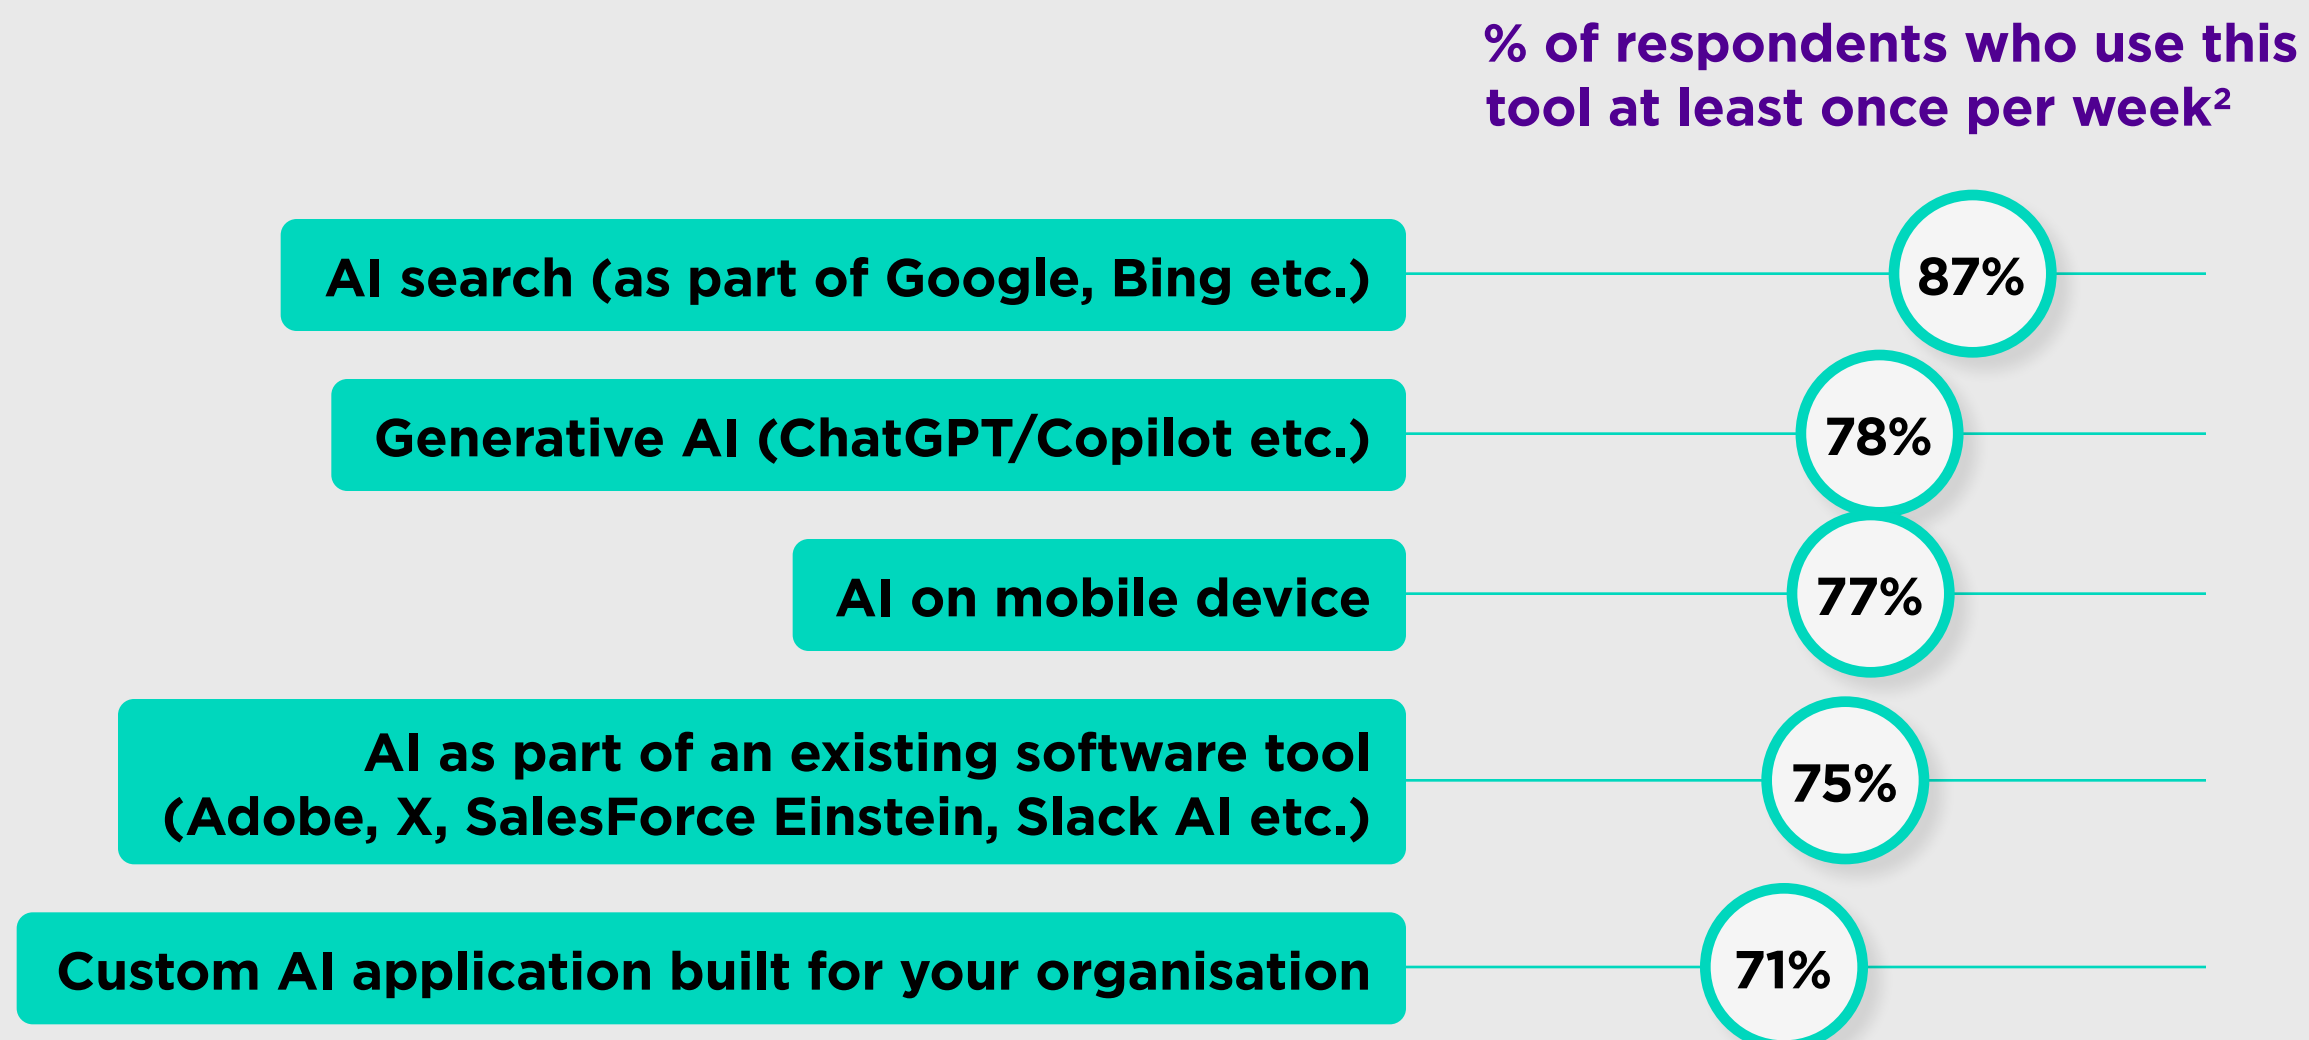 % of respondents who use this
tool at least once per week²
AI search (as part of Google, Bing etc.)
87%
Generative AI (ChatGPT/Copilot etc.)
78%
AI on mobile device
77%
AI as part of an existing software tool
(Adobe, X, SalesForce Einstein, Slack AI etc.)
75%
Custom AI application built for your organisation
71%